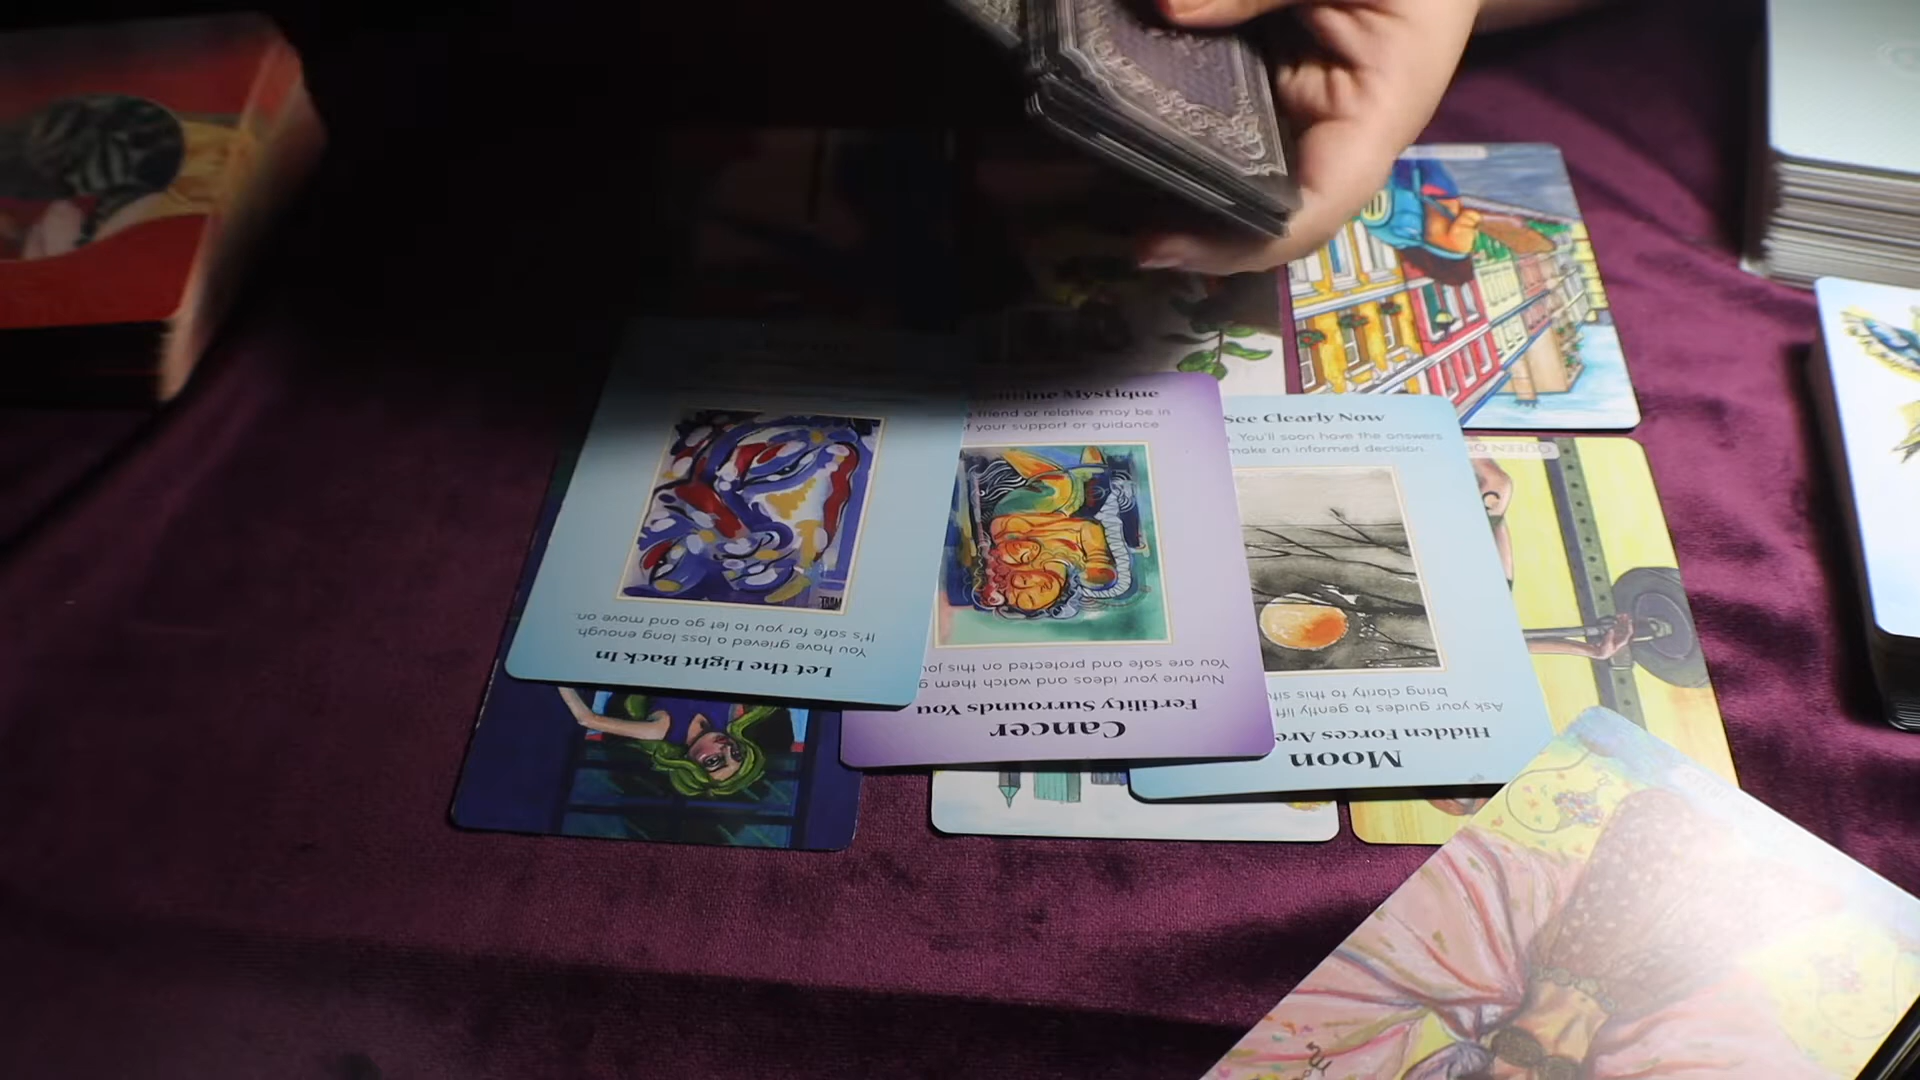 Let the Light Back In
You have grieved a loss long enough.
It's safe for you to let go and move on.
Mystique
friend or relative may be in
your support or guidance
Cancer
Fertility Surrounds You
Nurture your ideas and watch them
You are safe and protected on this
See Clearly Now
You'll soon have the answers
make an informed decision.
Moon
Hidden Forces Are
Ask your guides to gently lift
bring clarity to this
QUEEN